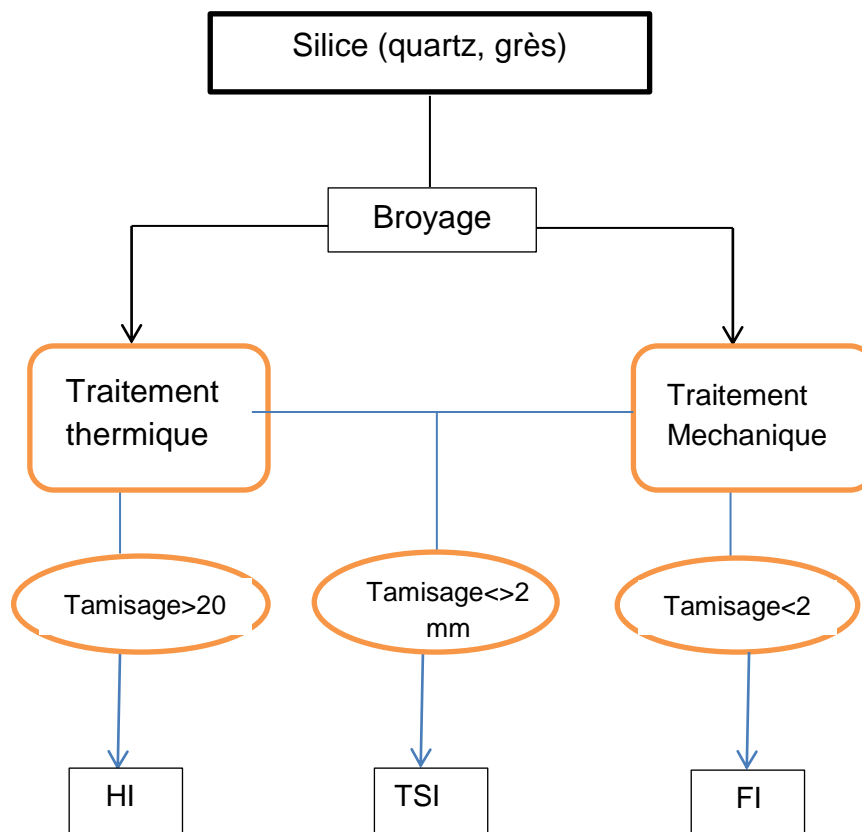 Silice (quartz, grès)
Broyage
Traitement
thermique
Traitement
Mechanique
Tamisage>20
Tamisage<>2
mm
Tamisage<2
HI
TSI
FI